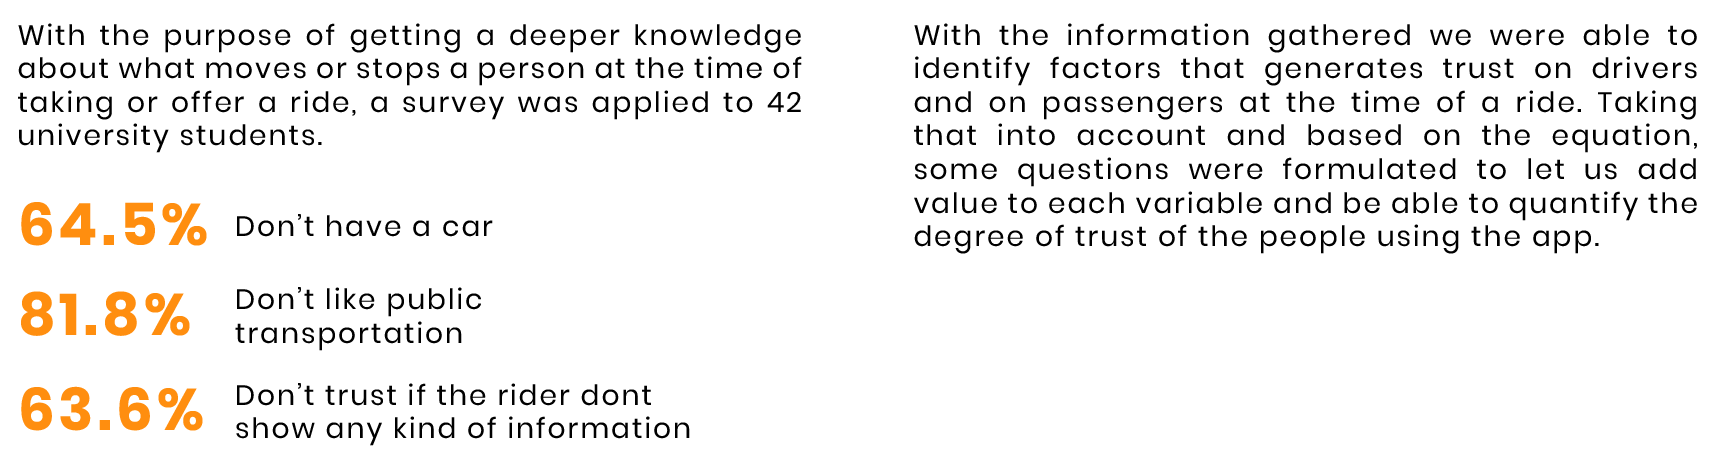 With the purpose of getting a deeper knowledge
about what moves or stops a person at the time of
taking or offer a ride, a survey was applied to 42
university students.
64.5% Don't have a car
81.8% Don't like public
transportation
63.6% Don't trust if the rider dont
show any kind of information
With the information gathered we were able to
identify factors that generates trust on drivers
and on passengers at the time of a ride. Taking
that into account and based on the equation,
some questions were formulated to let us add
value to each variable and be able to quantify the
degree of trust of the people using the app.